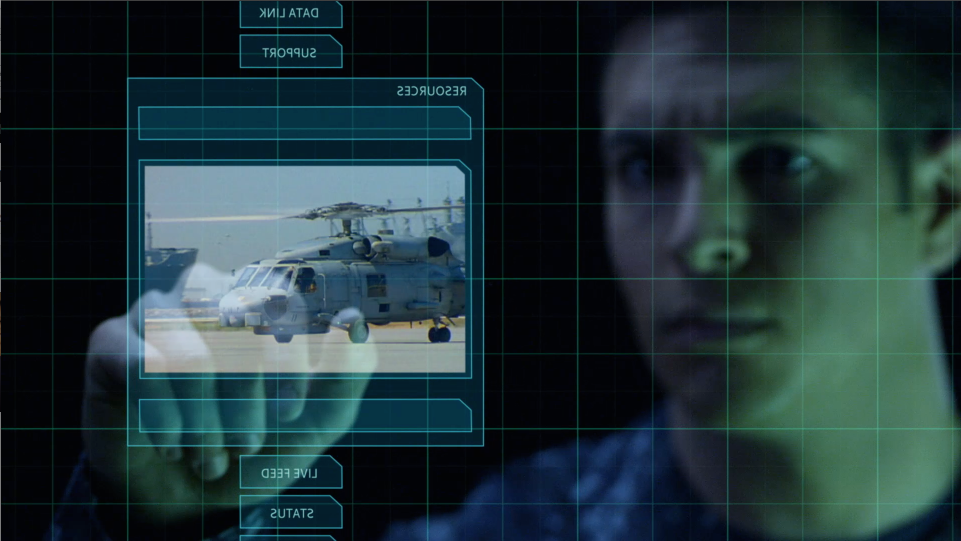 DATA LINK
SUPPORT
RESOURCES
LIVE FEED
STATUS